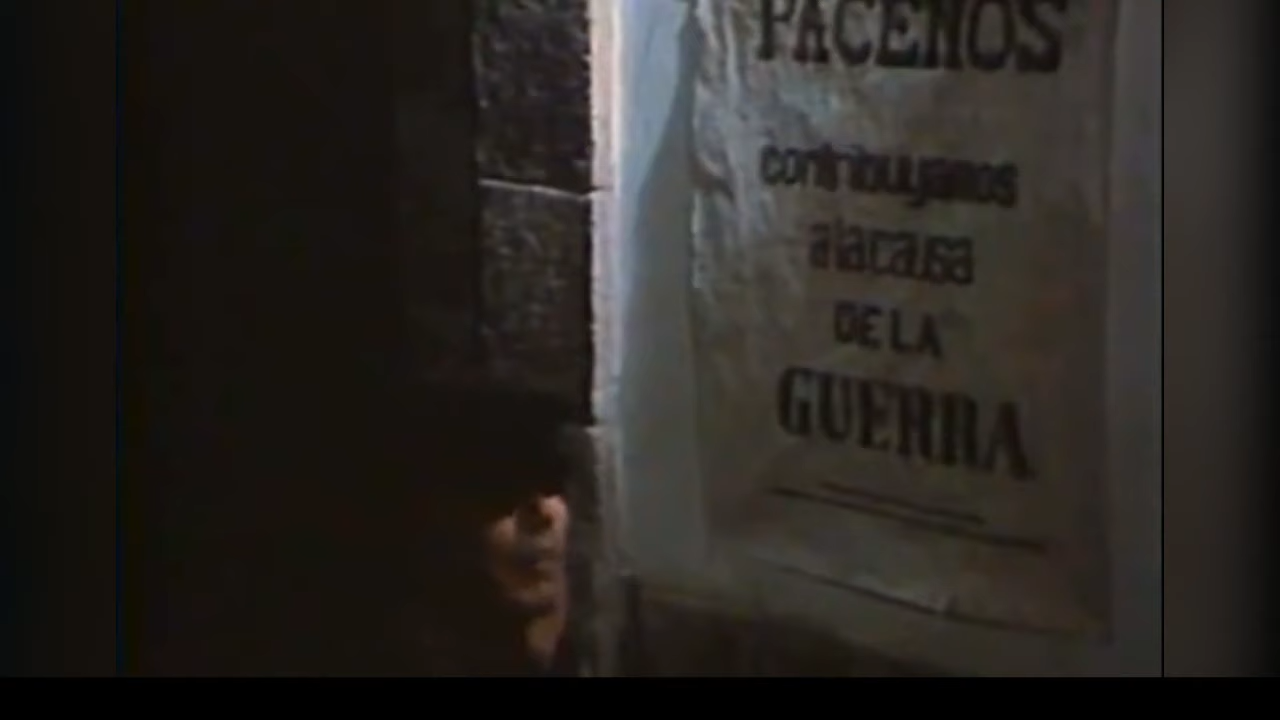 PACEÑOS
contribuyamos
a la causa
DE LA
GUERRA